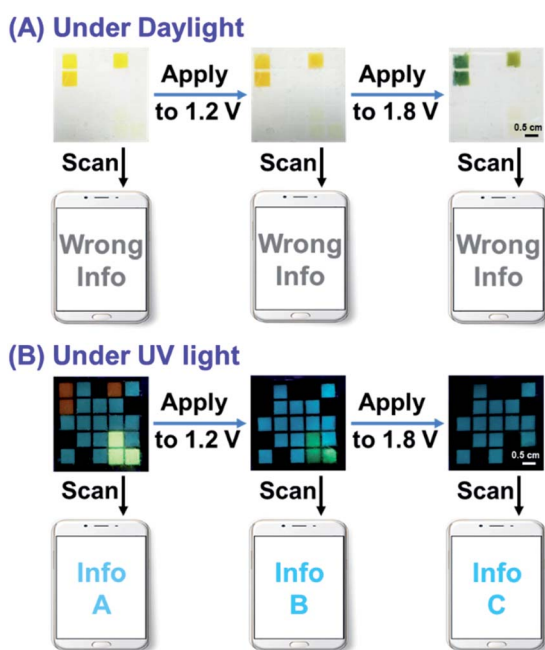 (A) Under Daylight
Apply
to 1.2 V
Apply
to 1.8 V
0.5 cm
Scan
Scan
Scan
Wrong
Info
Wrong
Info
Wrong
Info
(B) Under UV light
Apply
to 1.2 V
Apply
to 1.8 V
0.5 cm
Scan
Scan
Scan
Info
A
Info
B
Info
C